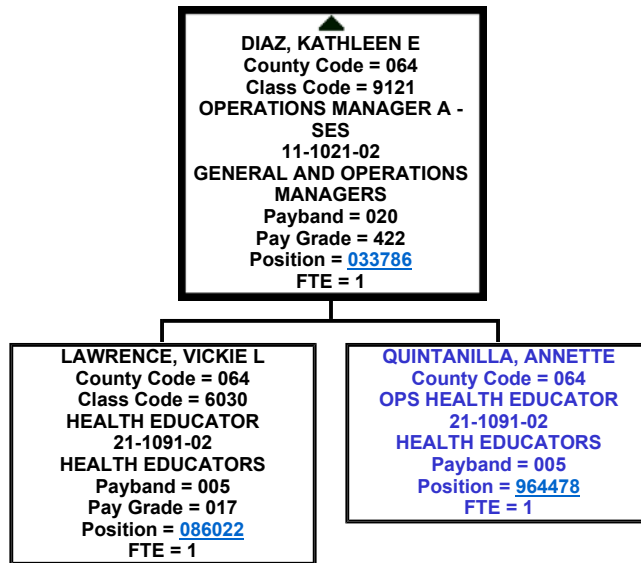 DIAZ, KATHLEEN E
County Code = 064
Class Code = 9121
OPERATIONS MANAGER A -
SES
11-1021-02
GENERAL AND OPERATIONS
MANAGERS
Payband = 020
Pay Grade = 422
Position = 033786
FTE = 1
LAWRENCE, VICKIE L
County Code = 064
Class Code = 6030
HEALTH EDUCATOR
21-1091-02
HEALTH EDUCATORS
Payband = 005
Pay Grade = 017
Position = 086022
FTE = 1
QUINTANILLA, ANNETTE
County Code = 064
OPS HEALTH EDUCATOR
21-1091-02
HEALTH EDUCATORS
Payband = 005
Position = 964478
FTE = 1